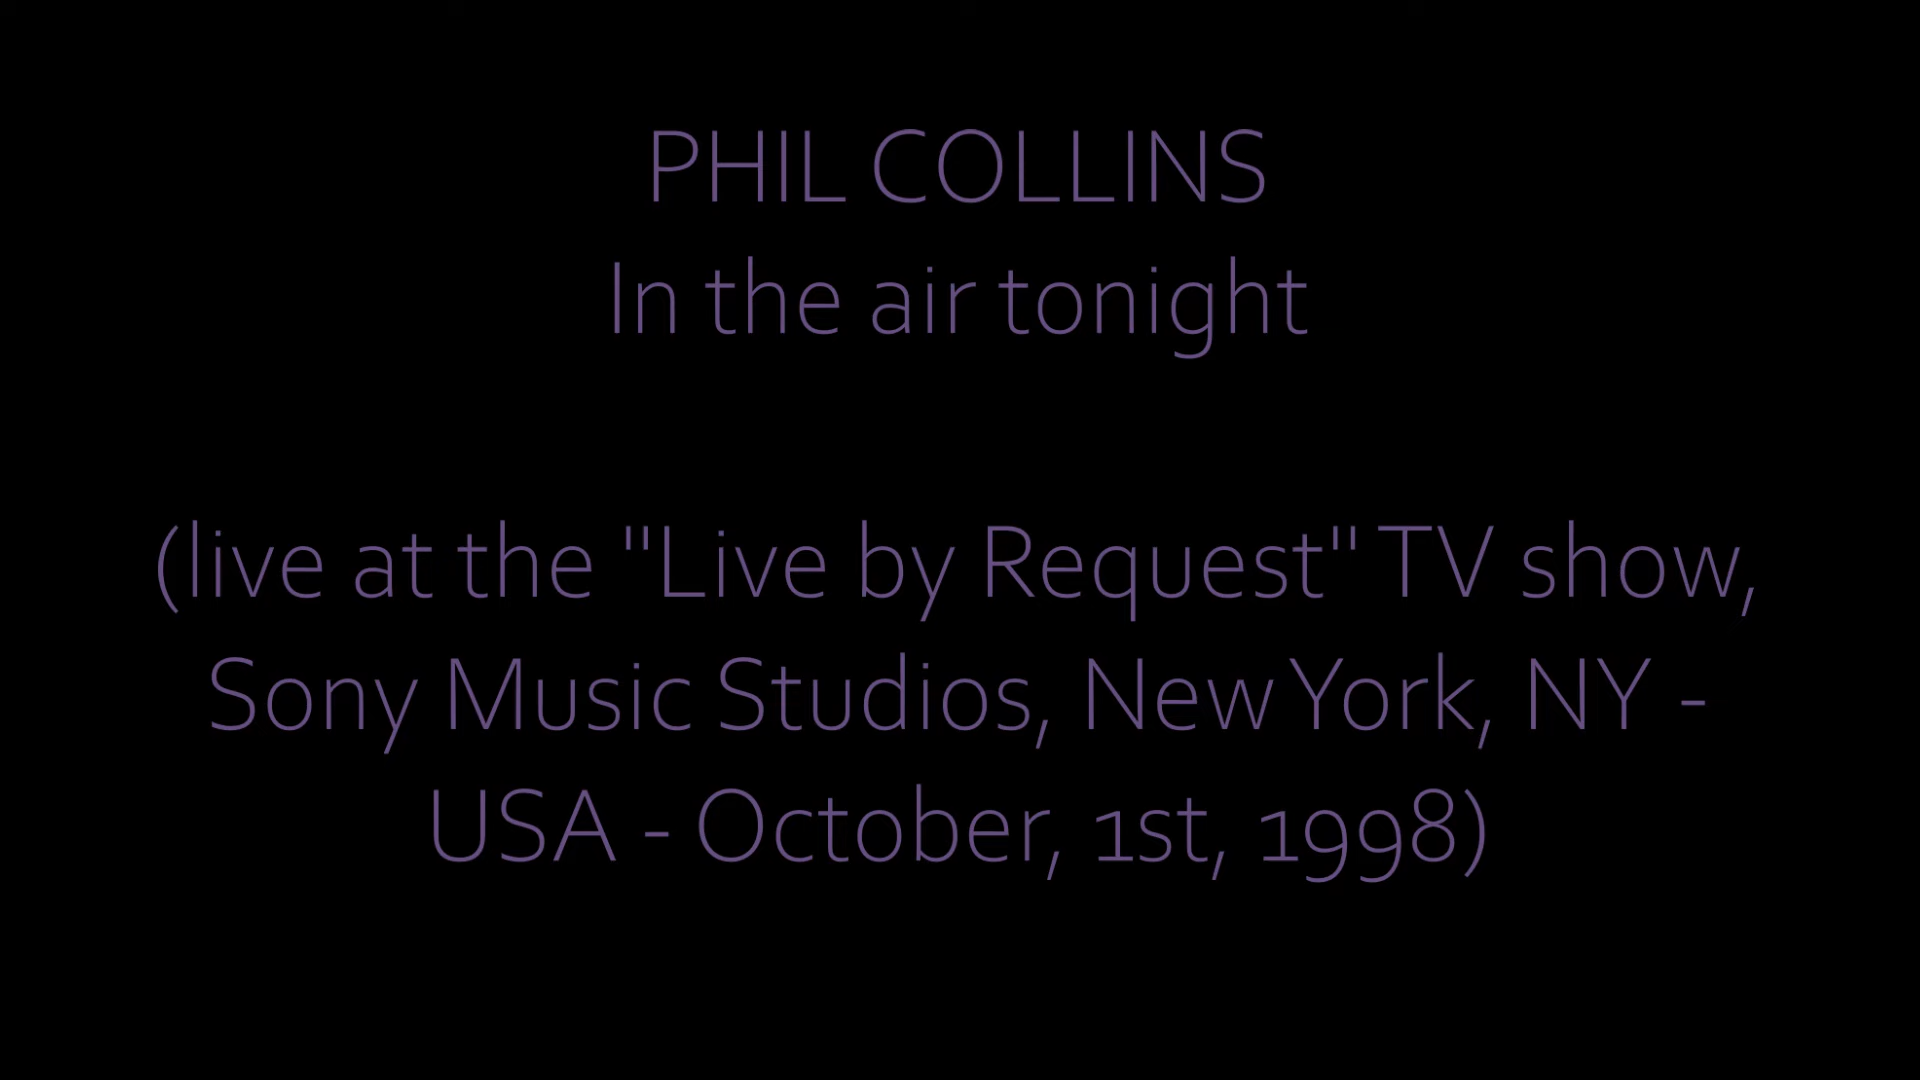 PHIL COLLINS
In the air tonight
(live at the "Live by Request" TV show,
Sony Music Studios, New York, NY -
USA - October, 1st, 1998)